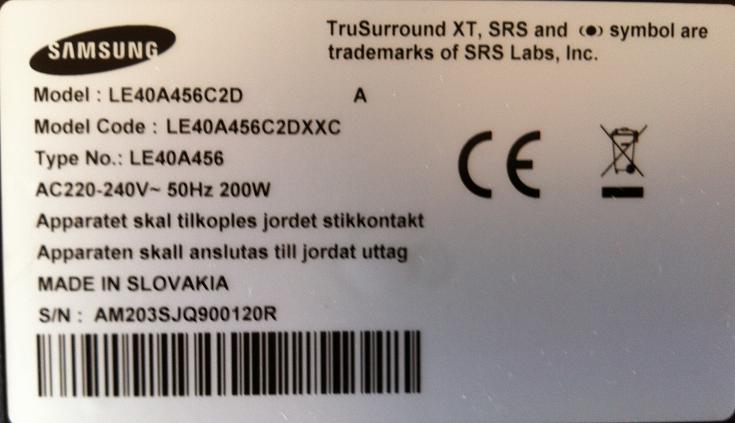 SAMSUNG
TruSurround XT, SRS and (●) symbol are
trademarks of SRS Labs, Inc.
Model : LE40A456C2D A
Model Code : LE40A456C2DXXC
Type No.: LE40A456
AC220-240V~ 50Hz 200W
Apparatet skal tilkoples jordet stikkontakt
Apparaten skall anslutas till jordat uttag
MADE IN SLOVAKIA
S/N : AM203SJQ900120R
CE